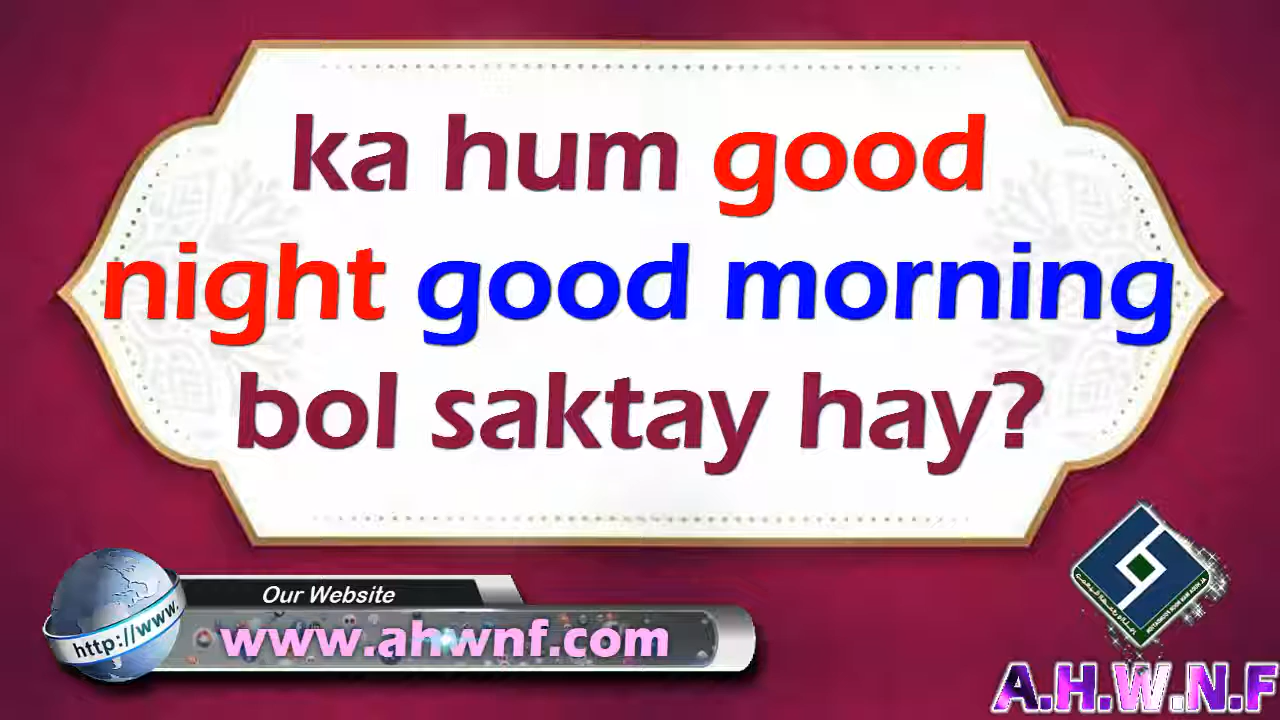 ka hum good
night good morning
bol saktay hay?
Our Website
http://www.
www.ahwnf.com
A.H.W.N.F